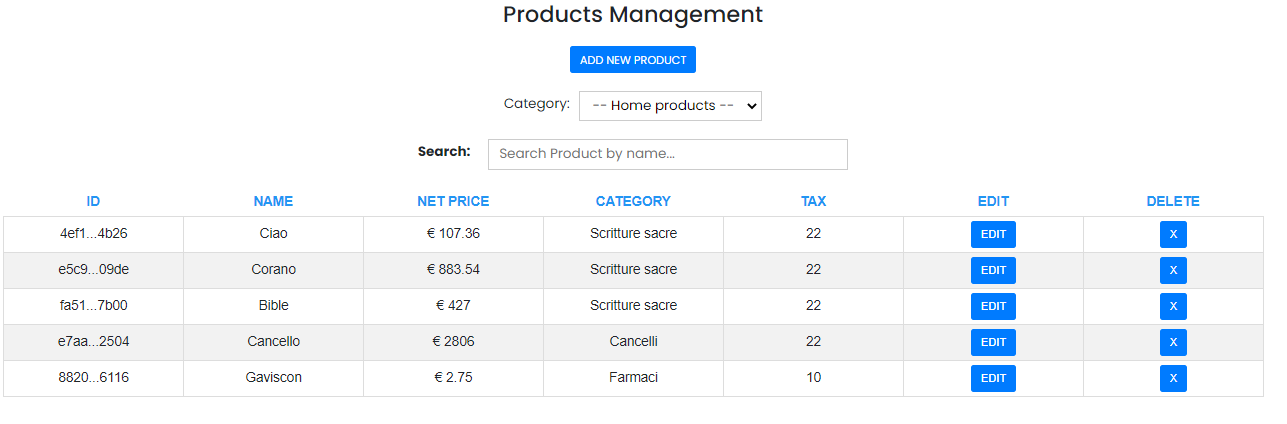 Products Management
ADD NEW PRODUCT
Category: -- Home products --
Search: Search Product by name...
ID NAME NET PRICE CATEGORY TAX EDIT DELETE
4ef1...4b26 Ciao € 107.36 Scritture sacre 22 EDIT X
e5c9...09de Corano € 883.54 Scritture sacre 22 EDIT X
fa51...7b00 Bible € 427 Scritture sacre 22 EDIT X
e7aa...2504 Cancello € 2806 Cancelli 22 EDIT X
8820...6116 Gaviscon € 2.75 Farmaci 10 EDIT X